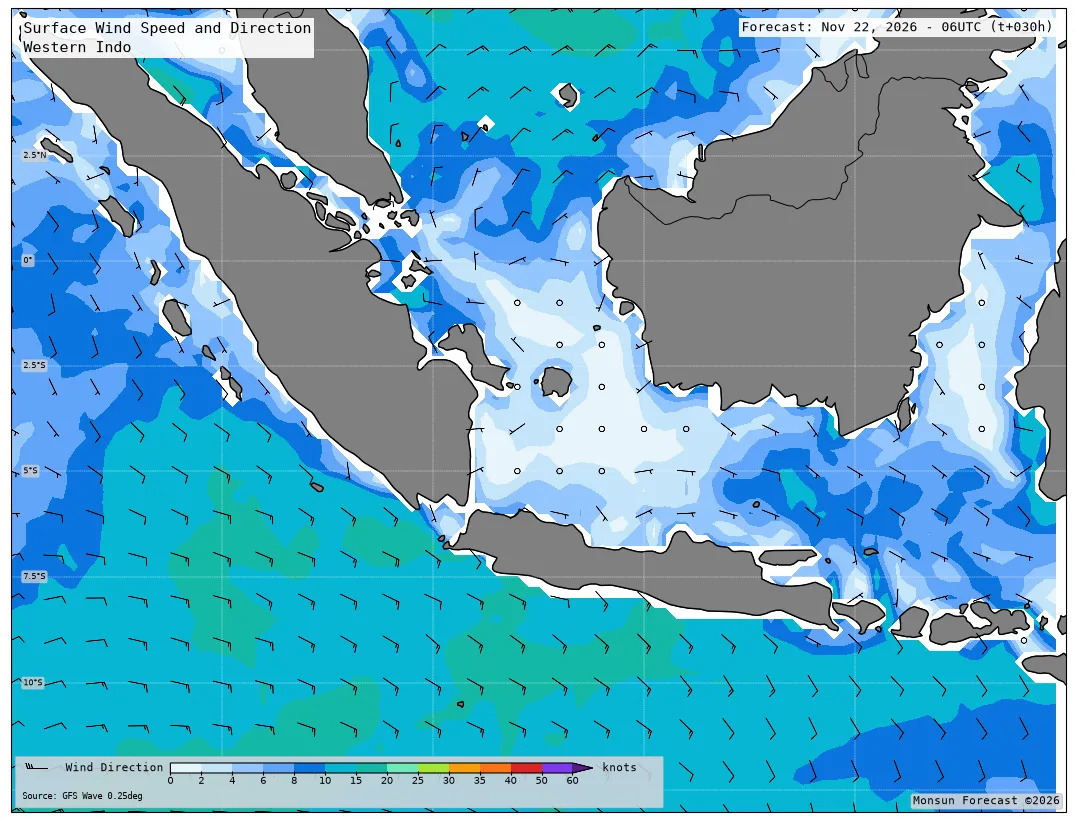 Surface Wind Speed and Direction
Western Indo
Forecast: Nov 22, 2026 - 06UTC (t+030h)
2.5°N
0°
2.5°S
5°S
7.5°S
10°S
Wind Direction
0 2 4 6 8 10 15 20 25 30 35 40 50 60
knots
Source: GFS Wave 0.25deg
Monsun Forecast ©2026